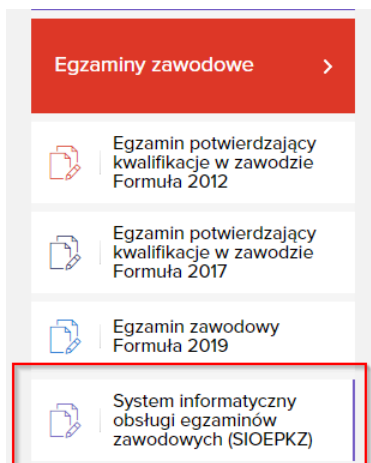 Egzaminy zawodowe
Egzamin potwierdzający
kwalifikacje w zawodzie
Formuła 2012
Egzamin potwierdzający
kwalifikacje w zawodzie
Formuła 2017
Egzamin zawodowy
Formuła 2019
System informatyczny
obsługi egzaminów
zawodowych (SIOEPKZ)